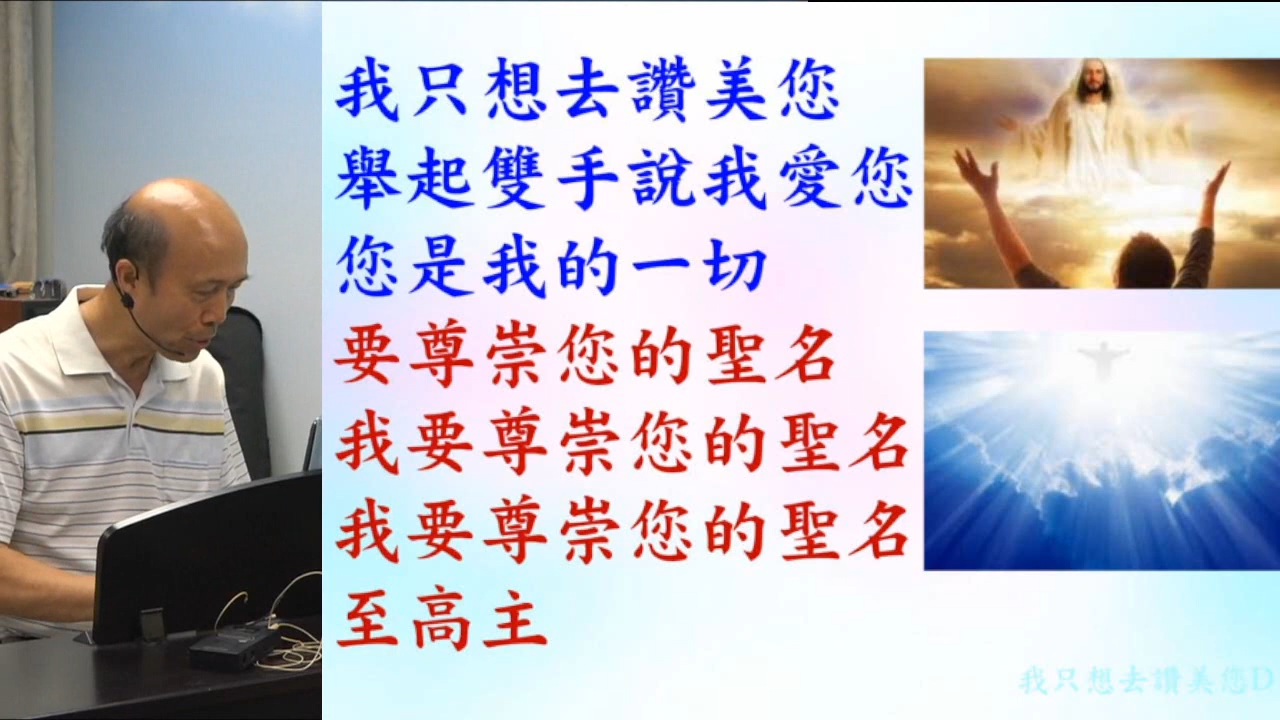 我只想去讚美您
舉起雙手說我愛您
您是我的一切
要尊崇您的聖名
我要尊崇您的聖名
我要尊崇您的聖名
至高主
我只想去讚美您D